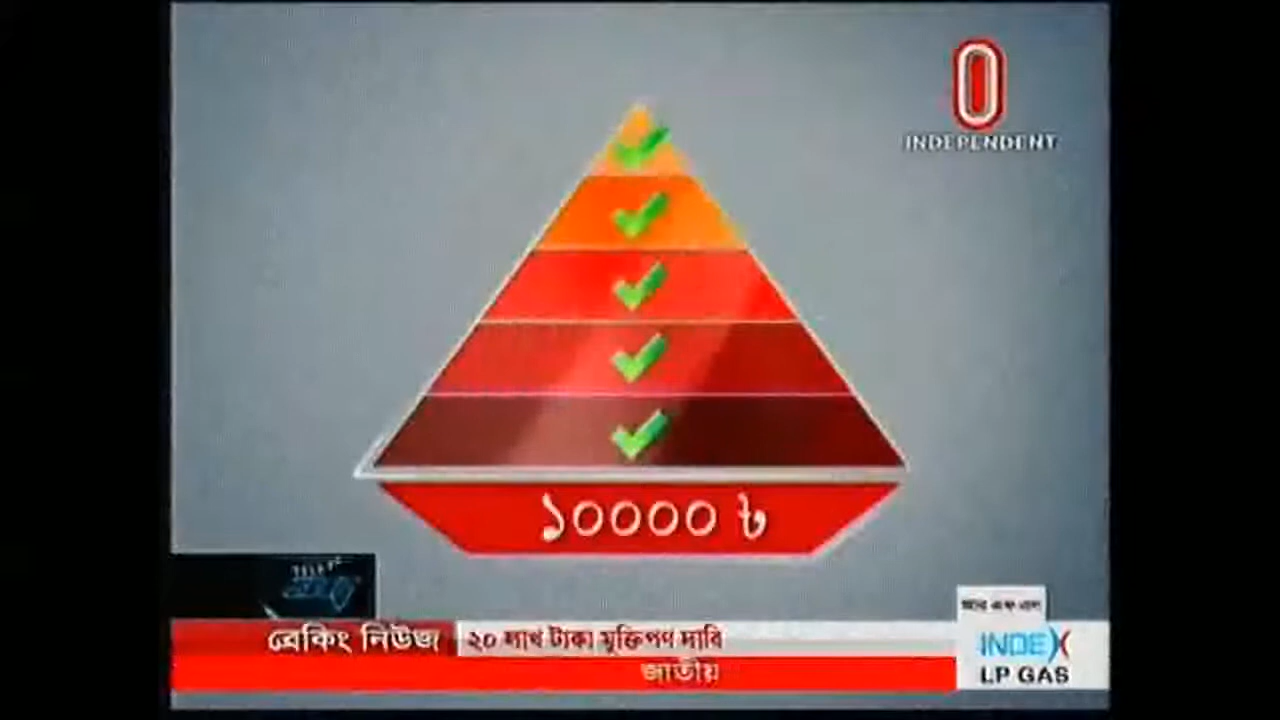 INDEPENDENT
১০০০০ ৳
ব্রেকিং নিউজ
২০ লাখ টাকা মুক্তিপণ দাবি
জাতীয়
INDEX
LP GAS